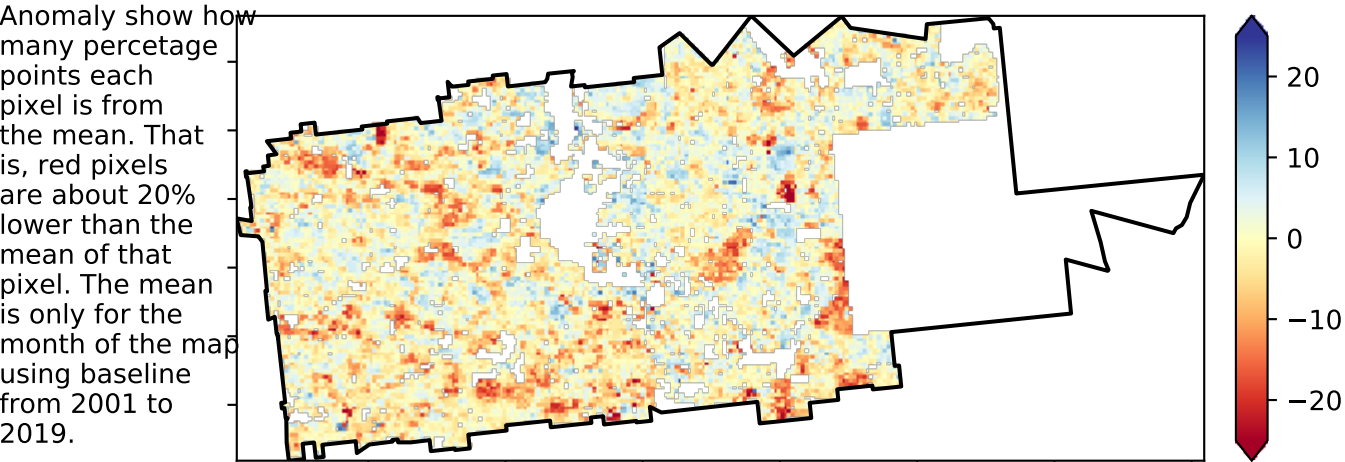 Anomaly show how
many percetage
points each
pixel is from
the mean. That
is, red pixels
are about 20%
lower than the
mean of that
pixel. The mean
is only for the
month of the map
using baseline
from 2001 to
2019.
20
10
0
−10
−20